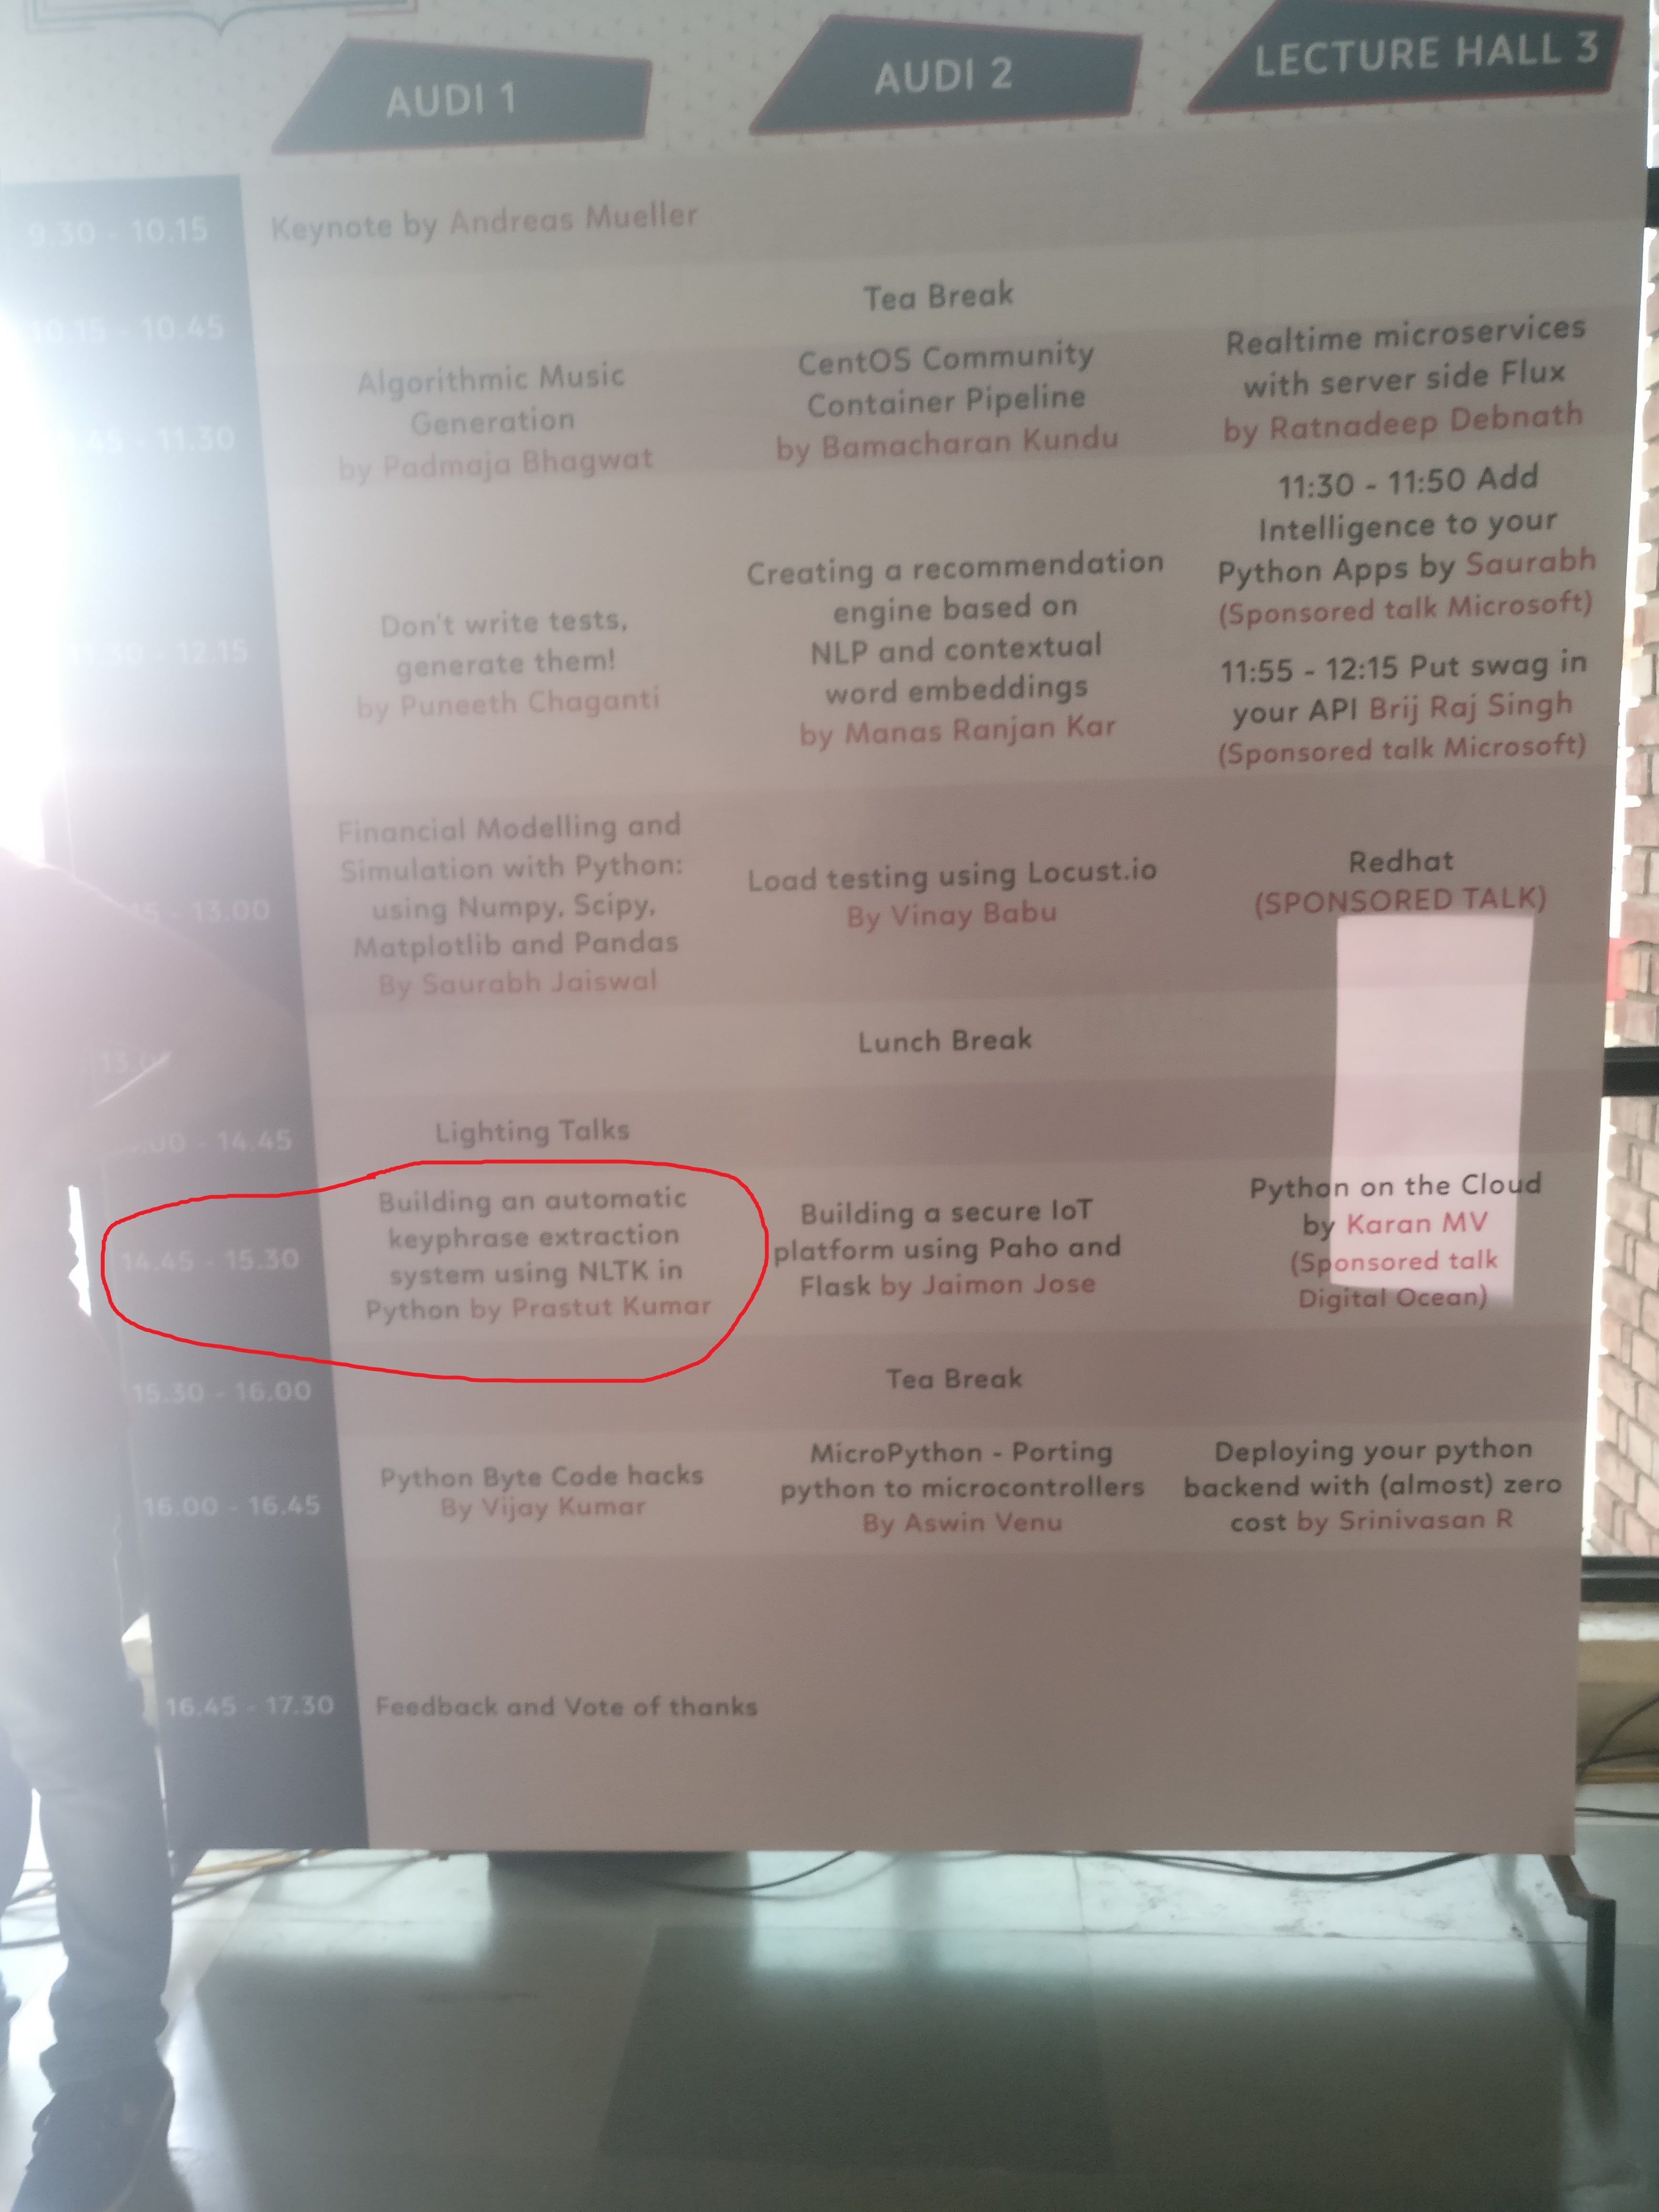 AUDI 1
AUDI 2
LECTURE HALL 3
9.30 - 10.15
Keynote by Andreas Mueller
10.15 - 10.45
Tea Break
45 - 11.30
Algorithmic Music
Generation
by Padmaja Bhagwat
CentOS Community
Container Pipeline
by Bamacharan Kundu
Realtime microservices
with server side Flux
by Ratnadeep Debnath
11.30 - 12.15
Don't write tests,
generate them!
by Puneeth Chaganti
Creating a recommendation
engine based on
NLP and contextual
word embeddings
by Manas Ranjan Kar
11:30 - 11:50 Add
Intelligence to your
Python Apps by Saurabh
(Sponsored talk Microsoft)
11:55 - 12:15 Put swag in
your API Brij Raj Singh
(Sponsored talk Microsoft)
15 - 13.00
Financial Modelling and
Simulation with Python:
using Numpy, Scipy,
Matplotlib and Pandas
By Saurabh Jaiswal
Load testing using Locust.io
By Vinay Babu
Redhat
(SPONSORED TALK)
Lunch Break
- 14.45
Lighting Talks
14.45 - 15.30
Building an automatic
keyphrase extraction
system using NLTK in
Python by Prastut Kumar
Building a secure IoT
platform using Paho and
Flask by Jaimon Jose
Python on the Cloud
by Karan MV
(Sponsored talk
Digital Ocean)
15.30 - 16.00
Tea Break
16.00 - 16.45
Python Byte Code hacks
By Vijay Kumar
MicroPython - Porting
python to microcontrollers
By Aswin Venu
Deploying your python
backend with (almost) zero
cost by Srinivasan R
16.45 - 17.30
Feedback and Vote of thanks